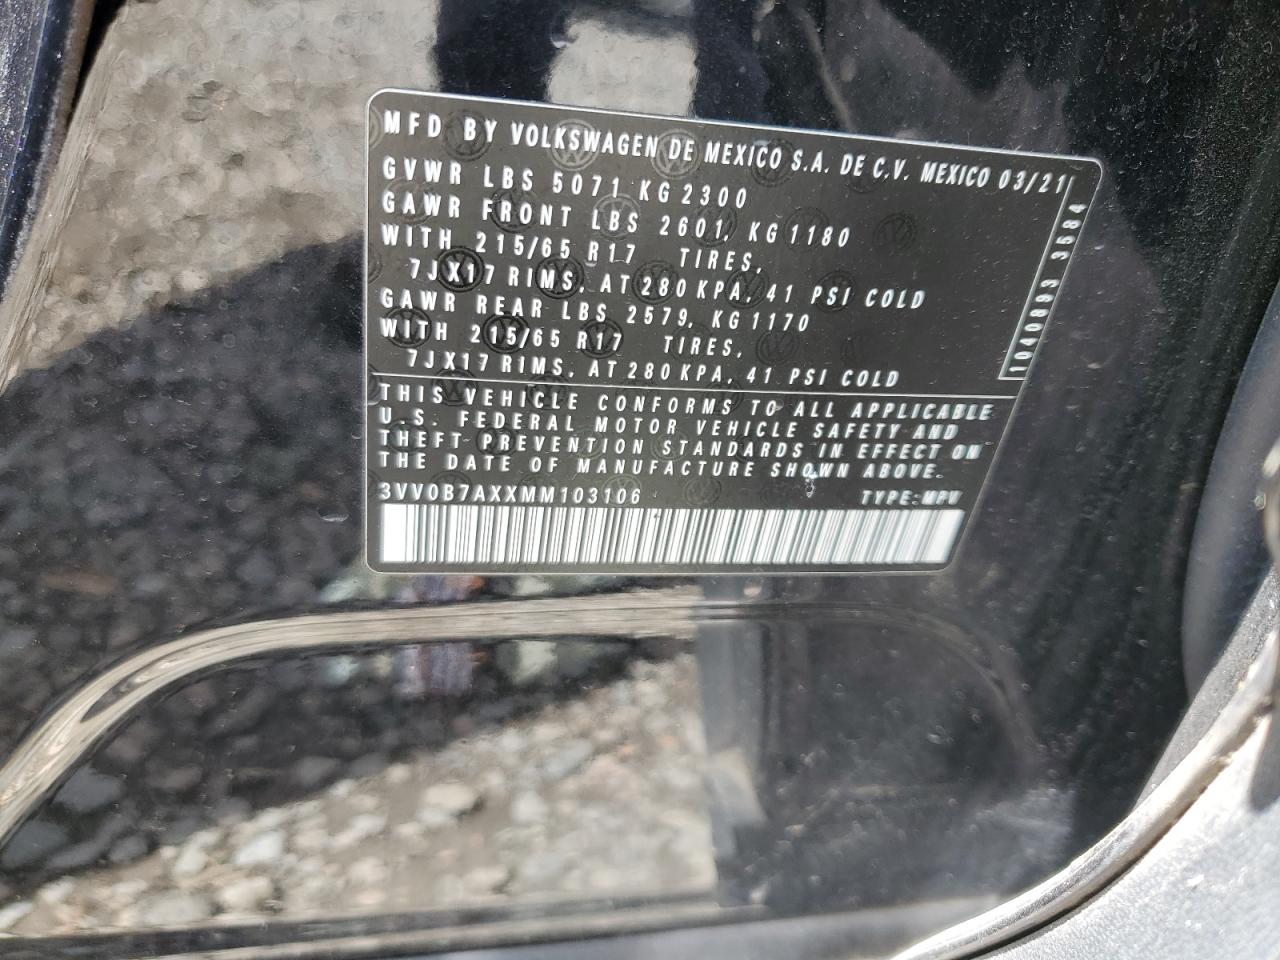 MFD BY VOLKSWAGEN DE MEXICO S.A. DE C.V. MEXICO 03/21
GVWR LBS 5071 KG 2300
GAWR FRONT LBS 2601, KG 1180
WITH 215/65 R17 TIRES,
7JX17 RIMS, AT 280 KPA, 41 PSI COLD
GAWR REAR LBS 2579, KG 1170
WITH 215/65 R17 TIRES,
7JX17 RIMS, AT 280 KPA, 41 PSI COLD
1040893 3584
THIS VEHICLE CONFORMS TO ALL APPLICABLE
U.S. FEDERAL MOTOR VEHICLE SAFETY AND
THEFT PREVENTION STANDARDS IN EFFECT ON
THE DATE OF MANUFACTURE SHOWN ABOVE.
3VV0B7AXXMM103106 TYPE:MPV